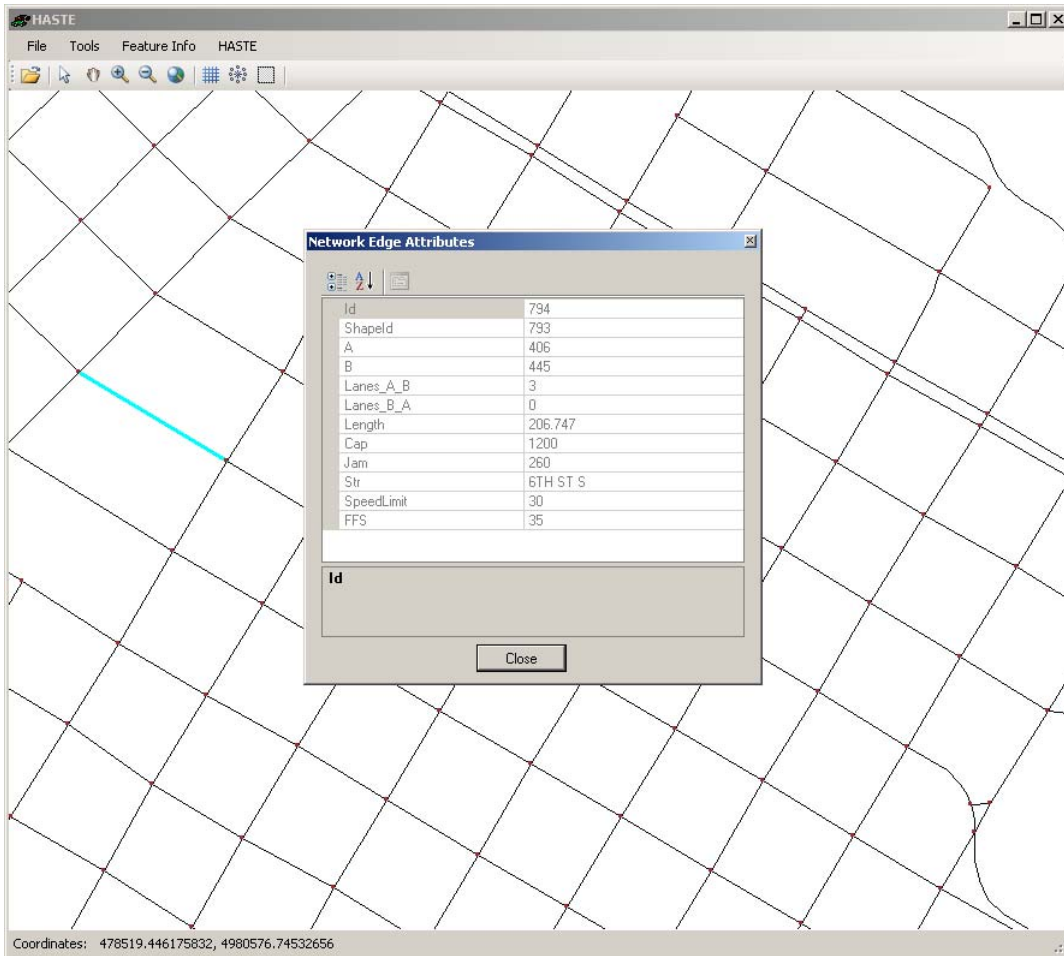 HASTE
File Tools Feature Info HASTE
Network Edge Attributes
Id 794
ShapeId 793
A 406
B 445
Lanes_A_B 3
Lanes_B_A 0
Length 206.747
Cap 1200
Jam 260
Str 6TH ST S
SpeedLimit 30
FFS 35
Id
Close
Coordinates: 478519.446175832, 4980576.74532656